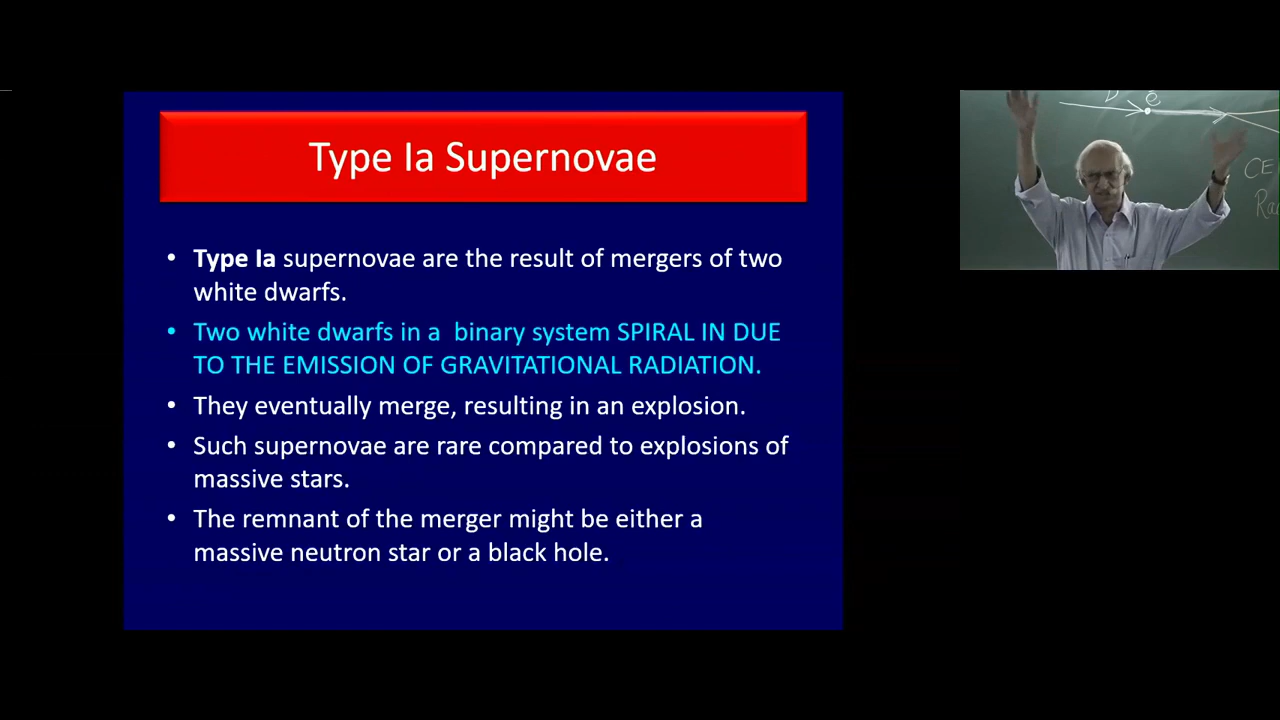 Type Ia Supernovae
• Type Ia supernovae are the result of mergers of two
white dwarfs.
• Two white dwarfs in a binary system SPIRAL IN DUE
TO THE EMISSION OF GRAVITATIONAL RADIATION.
• They eventually merge, resulting in an explosion.
• Such supernovae are rare compared to explosions of
massive stars.
• The remnant of the merger might be either a
massive neutron star or a black hole.
e
CE